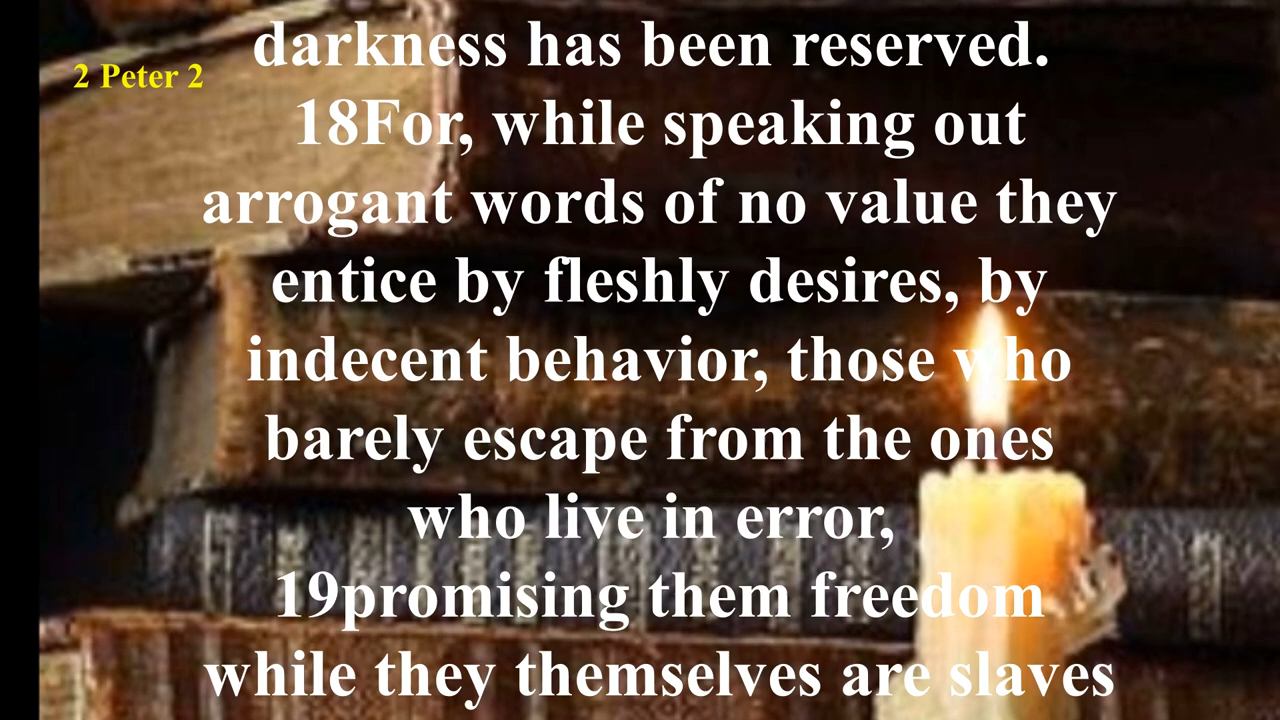 2 Peter 2
darkness has been reserved.
18For, while speaking out
arrogant words of no value they
entice by fleshly desires, by
indecent behavior, those who
barely escape from the ones
who live in error,
19promising them freedom
while they themselves are slaves